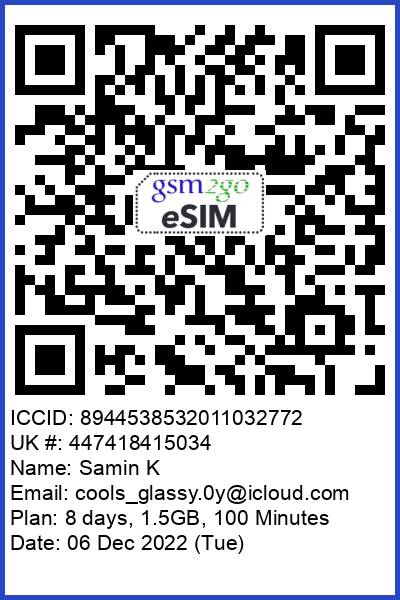 gsm2go
eSIM
ICCID: 8944538532011032772
UK #: 447418415034
Name: Samin K
Email: cools_glassy.0y@icloud.com
Plan: 8 days, 1.5GB, 100 Minutes
Date: 06 Dec 2022 (Tue)